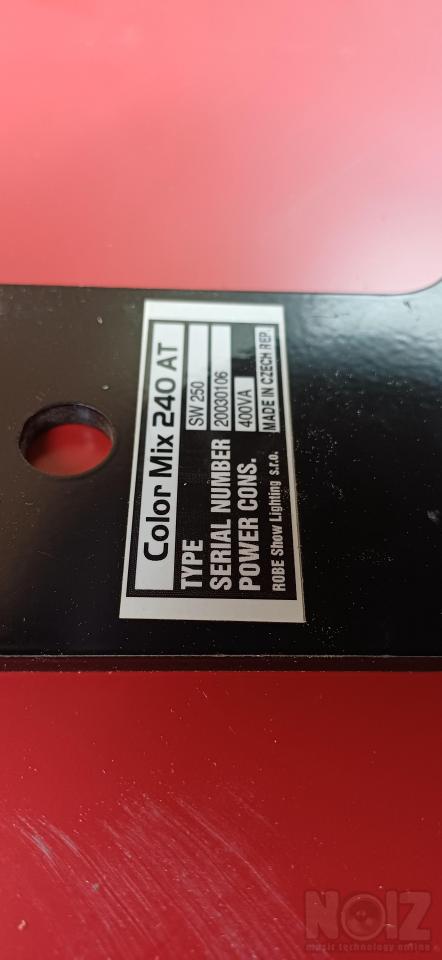 Color Mix 240 AT
TYPE SW 250
SERIAL NUMBER 20030106
POWER CONS. 400VA
ROBE Show Lighting s.r.o. MADE IN CZECH REP.
NOIZ
music technology online